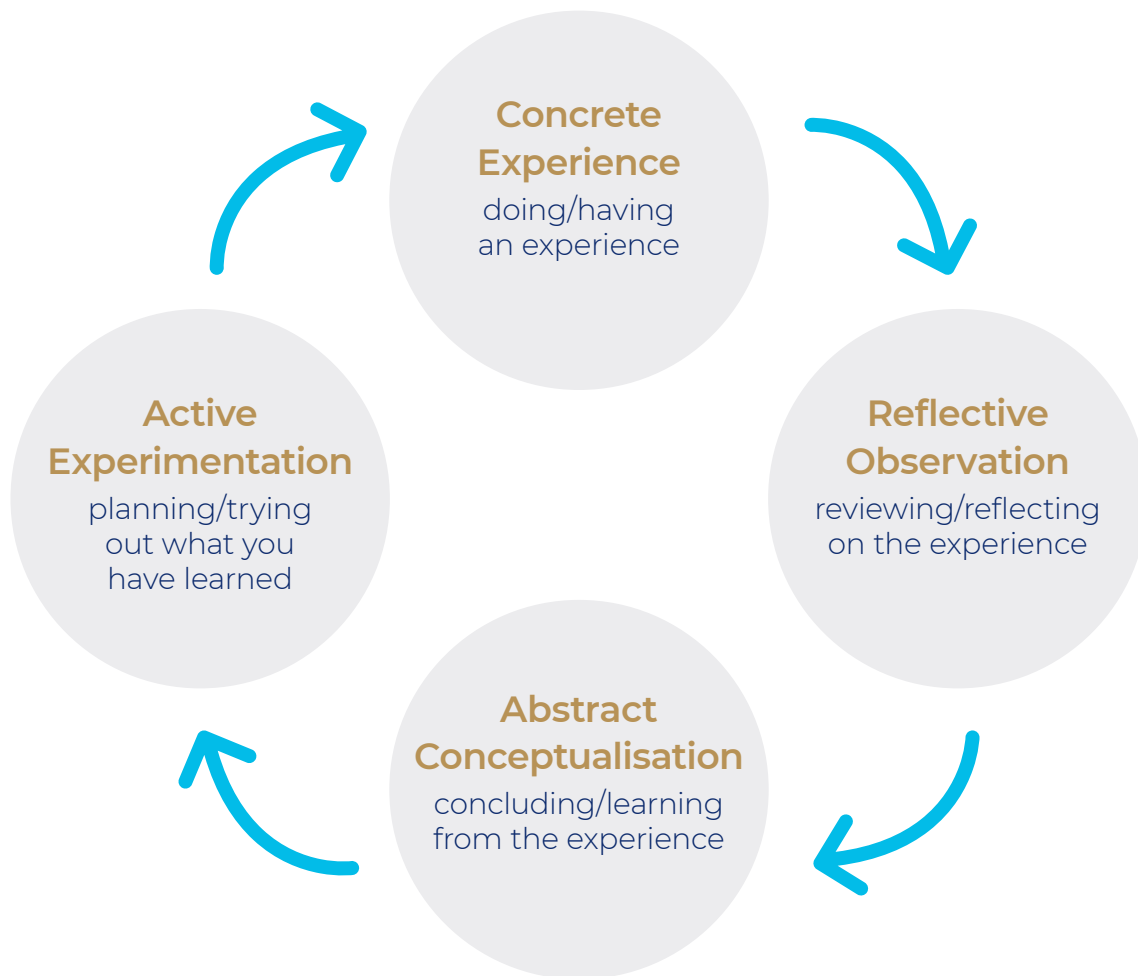 Concrete
Experience
doing/having
an experience
Reflective
Observation
reviewing/reflecting
on the experience
Abstract
Conceptualisation
concluding/learning
from the experience
Active
Experimentation
planning/trying
out what you
have learned